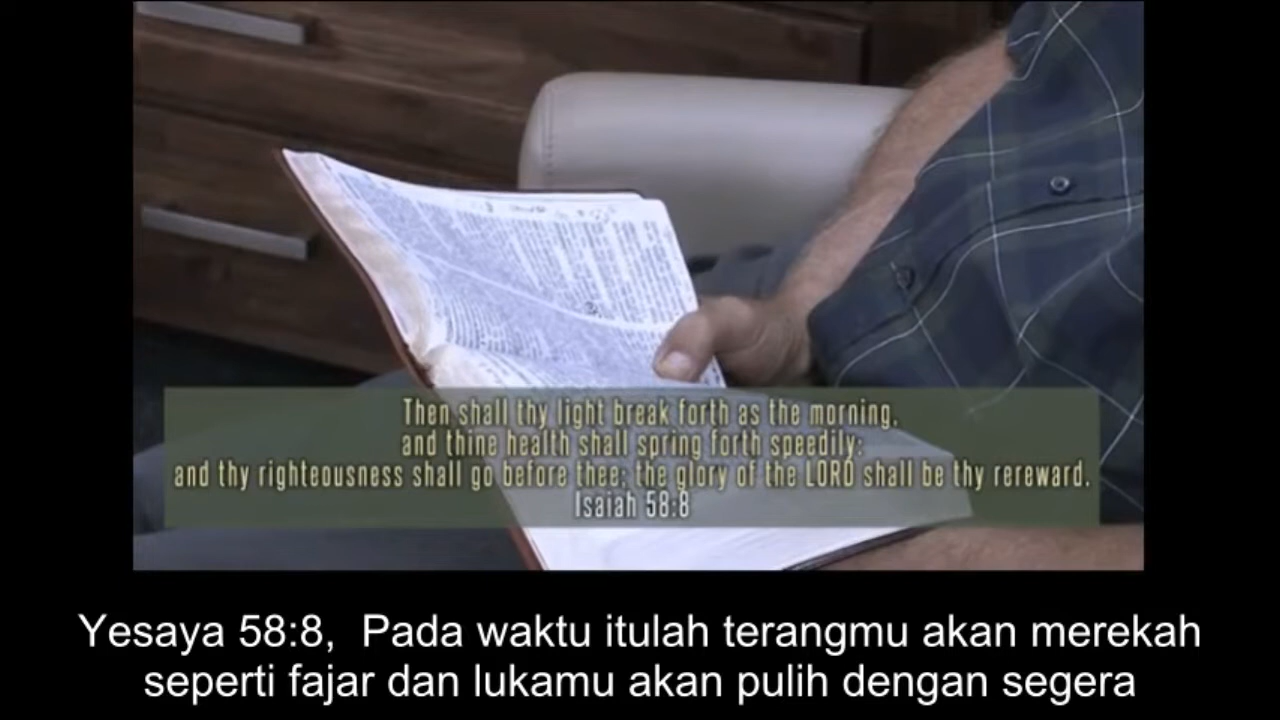 Then shall thy light break forth as the morning,
and thine health shall spring forth speedily:
and thy righteousness shall go before thee; the glory of the LORD shall be thy rereward.
Isaiah 58:8
Yesaya 58:8,  Pada waktu itulah terangmu akan merekah
seperti fajar dan lukamu akan pulih dengan segera